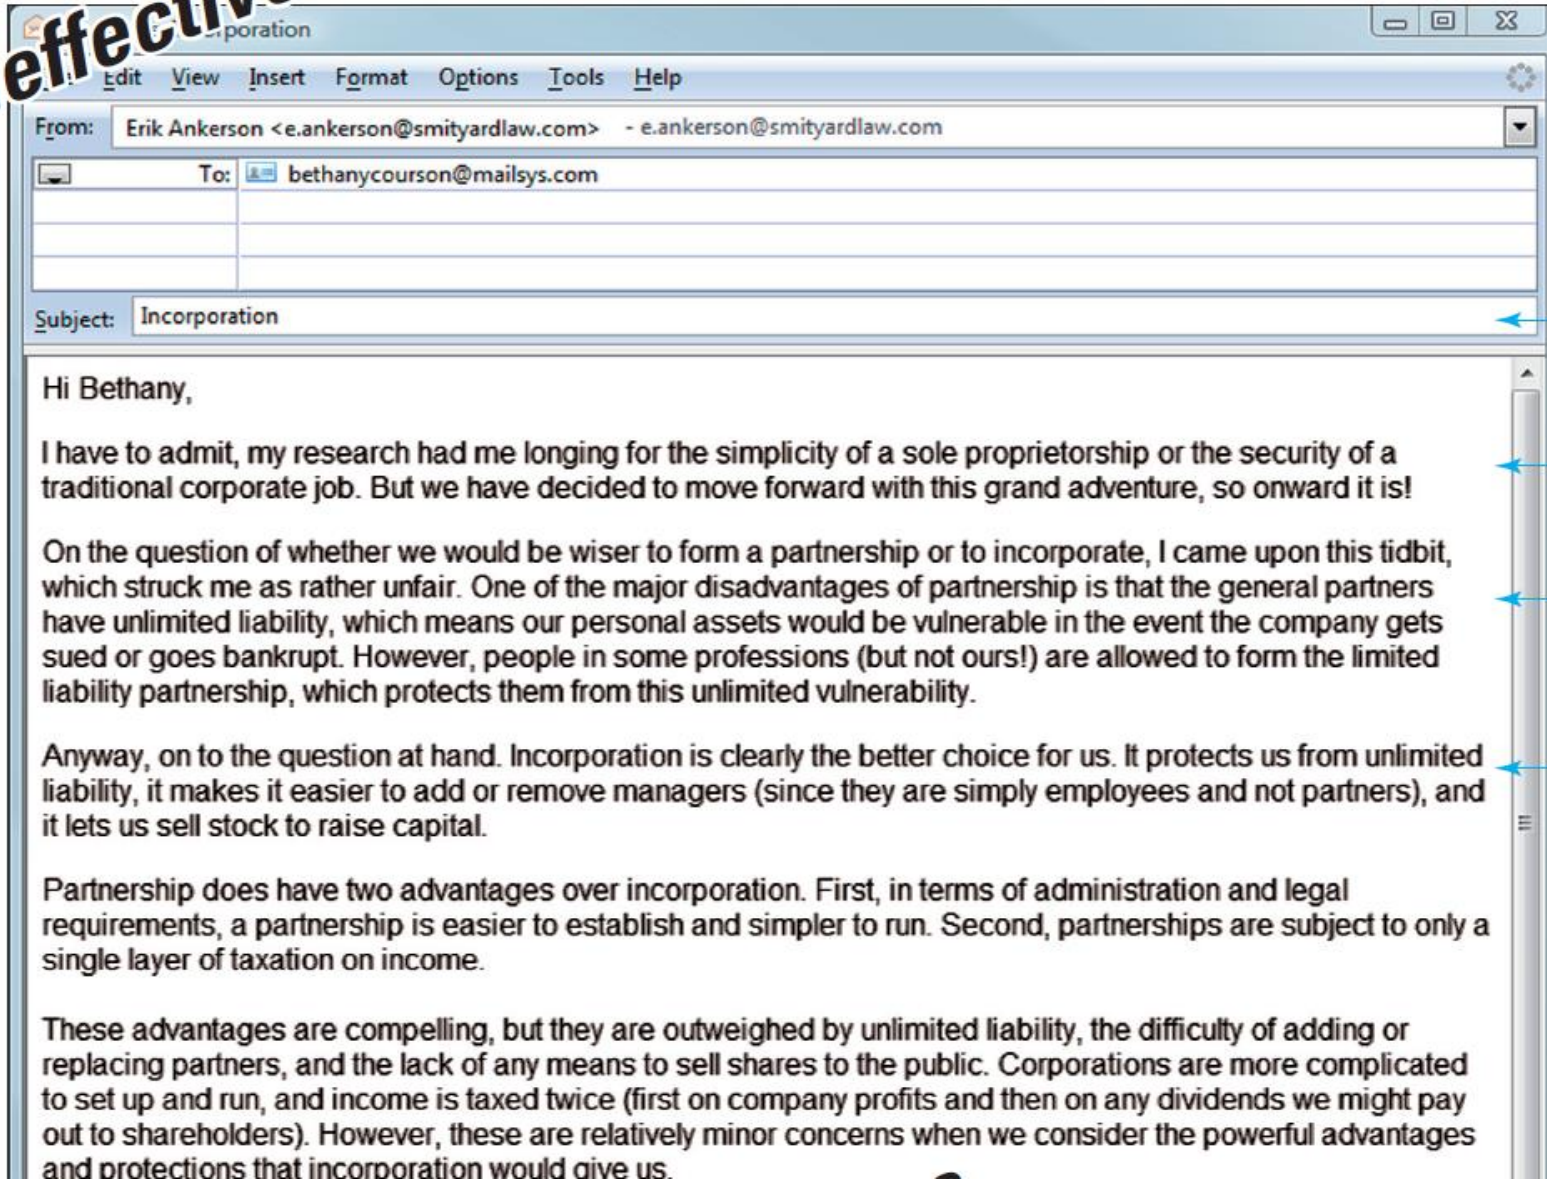 effective
poration
Edit View Insert Format Options Tools Help
From: Erik Ankerson <e.ankerson@smityardlaw.com> - e.ankerson@smityardlaw.com
To: bethanycourson@mailsys.com
Subject: Incorporation
Hi Bethany,
I have to admit, my research had me longing for the simplicity of a sole proprietorship or the security of a
traditional corporate job. But we have decided to move forward with this grand adventure, so onward it is!
On the question of whether we would be wiser to form a partnership or to incorporate, I came upon this tidbit,
which struck me as rather unfair. One of the major disadvantages of partnership is that the general partners
have unlimited liability, which means our personal assets would be vulnerable in the event the company gets
sued or goes bankrupt. However, people in some professions (but not ours!) are allowed to form the limited
liability partnership, which protects them from this unlimited vulnerability.
Anyway, on to the question at hand. Incorporation is clearly the better choice for us. It protects us from unlimited
liability, it makes it easier to add or remove managers (since they are simply employees and not partners), and
it lets us sell stock to raise capital.
Partnership does have two advantages over incorporation. First, in terms of administration and legal
requirements, a partnership is easier to establish and simpler to run. Second, partnerships are subject to only a
single layer of taxation on income.
These advantages are compelling, but they are outweighed by unlimited liability, the difficulty of adding or
replacing partners, and the lack of any means to sell shares to the public. Corporations are more complicated
to set up and run, and income is taxed twice (first on company profits and then on any dividends we might pay
out to shareholders). However, these are relatively minor concerns when we consider the powerful advantages
and protections that incorporation would give us.